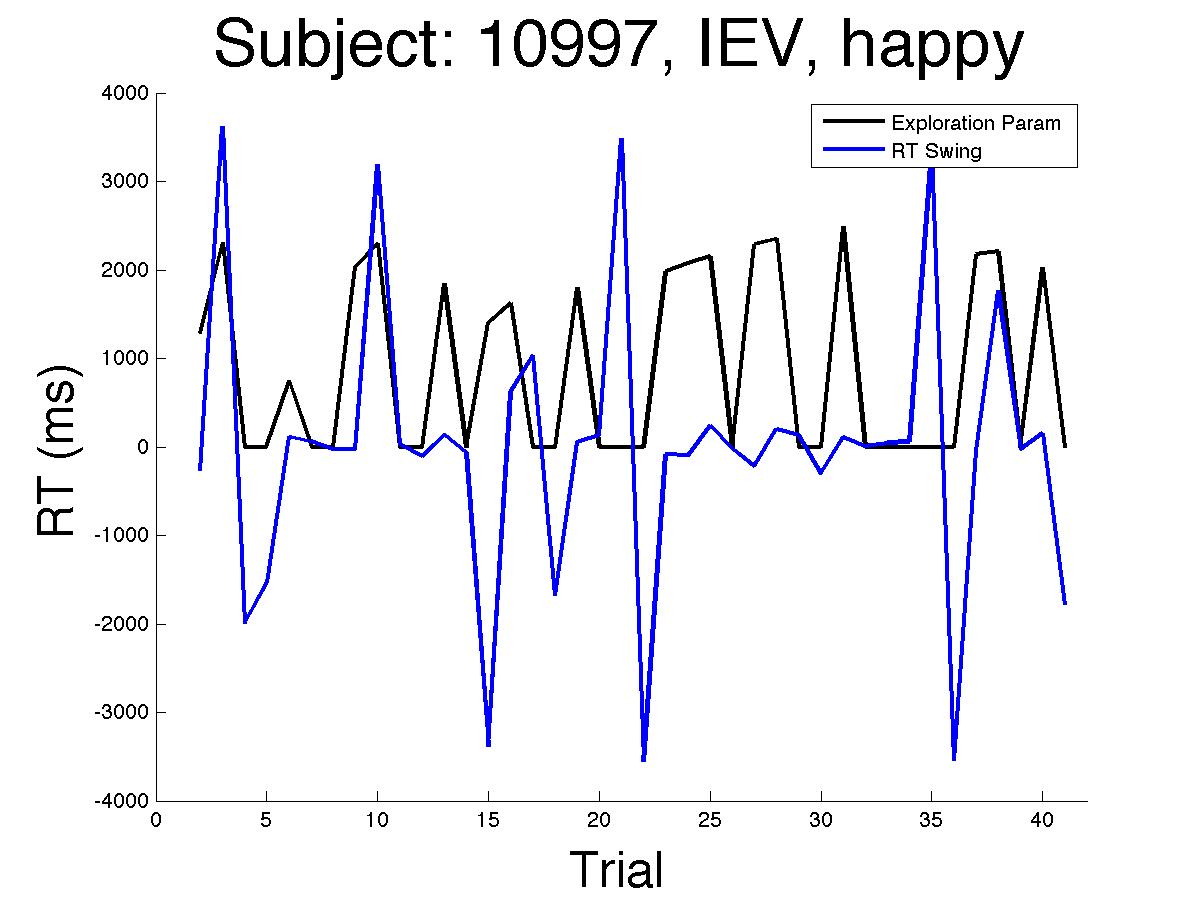 Subject: 10997, IEV, happy
Exploration Param
RT Swing
4000
3000
2000
1000
0
-1000
-2000
-3000
-4000
RT (ms)
0 5 10 15 20 25 30 35 40
Trial